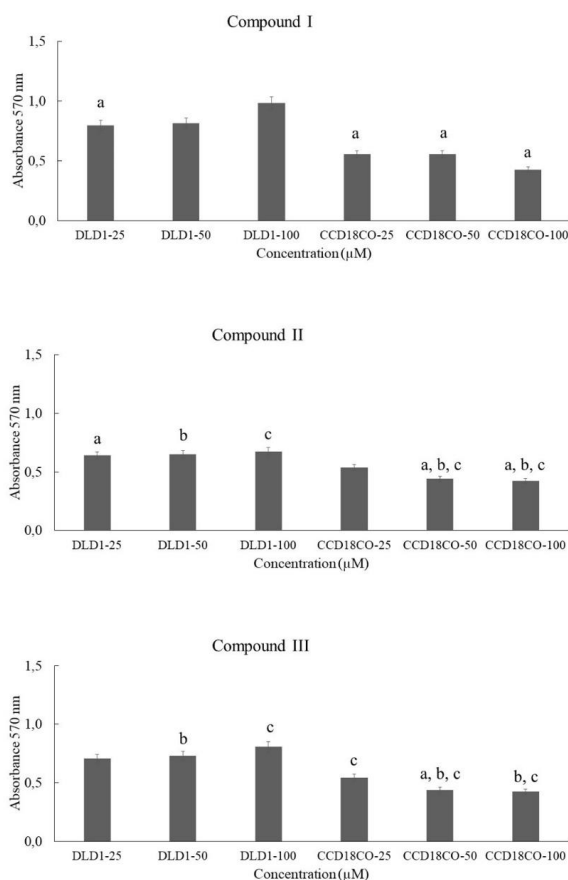 Compound I
Absorbance 570 nm
1,5
1,0
0,5
0,0
a
a
a
a
DLD1-25 DLD1-50 DLD1-100 CCD18CO-25 CCD18CO-50 CCD18CO-100
Concentration (µM)
Compound II
Absorbance 570 nm
1,5
1,0
0,5
0,0
a b c a, b, c a, b, c
DLD1-25 DLD1-50 DLD1-100 CCD18CO-25 CCD18CO-50 CCD18CO-100
Concentration (µM)
Compound III
Absorbance 570 nm
1,5
1,0
0,5
0,0
b c c a, b, c b, c
DLD1-25 DLD1-50 DLD1-100 CCD18CO-25 CCD18CO-50 CCD18CO-100
Concentration (µM)